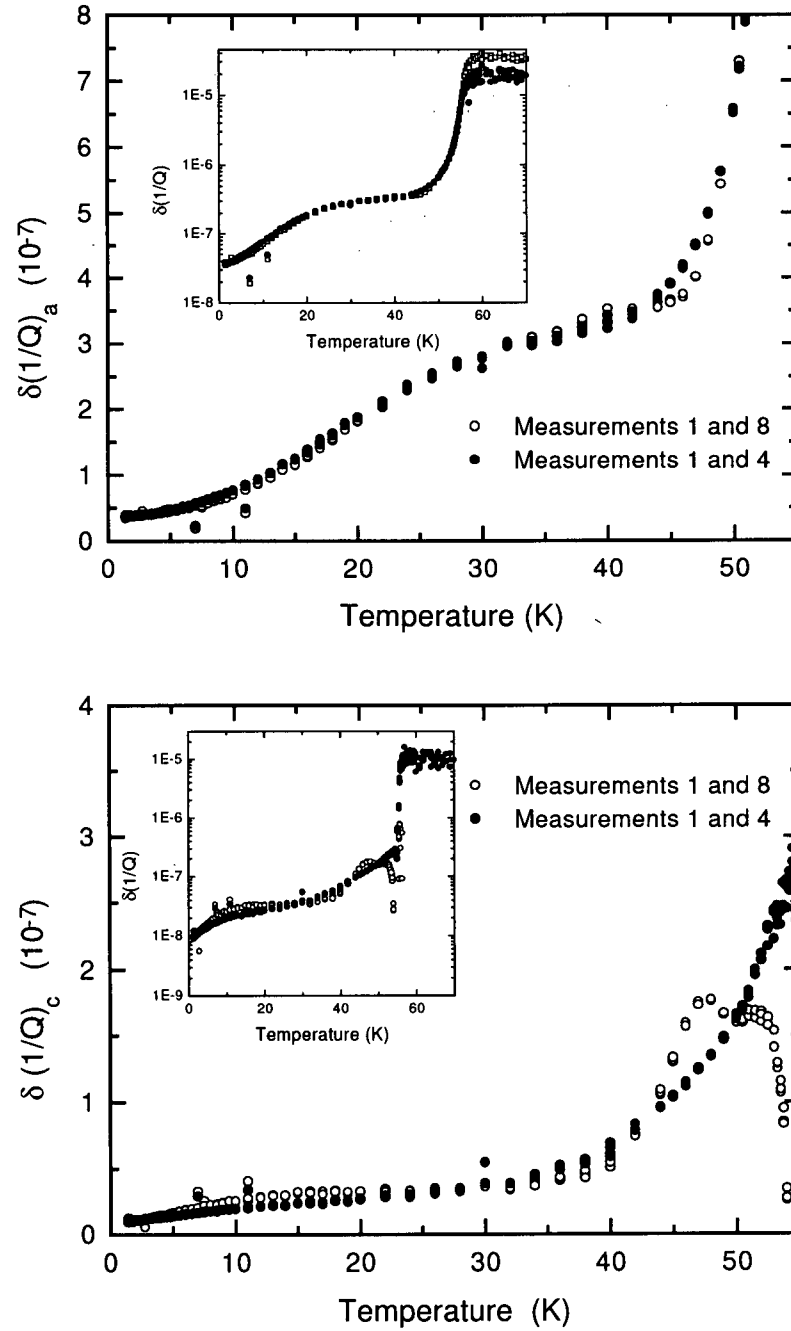 8
7
6
5
4
3
2
1
0
δ(1/Q)a (10-7)
1E-5
1E-6
1E-7
1E-8
δ(1/Q)
0 20 40 60
Temperature (K)
Measurements 1 and 8
Measurements 1 and 4
0 10 20 30 40 50
Temperature (K)
4
3
2
1
0
δ (1/Q)c (10-7)
1E-5
1E-6
1E-7
1E-8
1E-9
δ(1/Q)
0 20 40 60
Temperature (K)
Measurements 1 and 8
Measurements 1 and 4
0 10 20 30 40 50
Temperature (K)